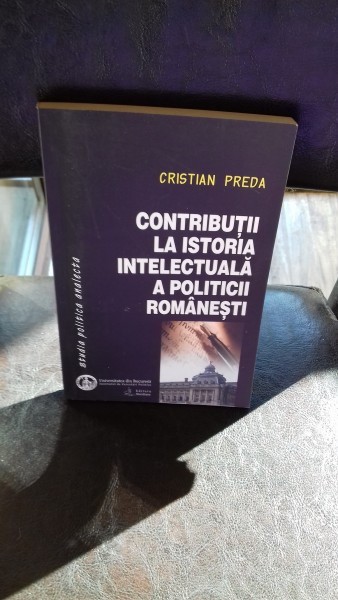 CRISTIAN PREDA
CONTRIBUȚII
LA ISTORIA
INTELECTUALĂ
A POLITICII
ROMÂNEȘTI
studia politica analecta
Universitatea din București